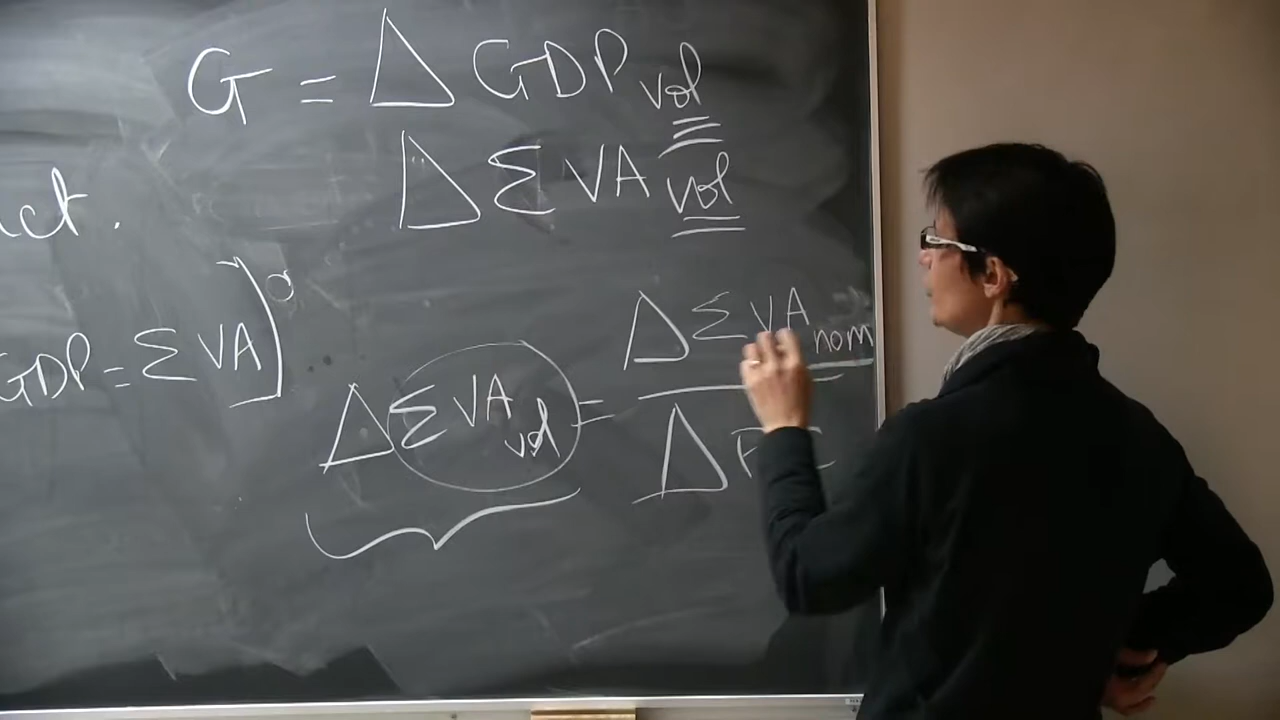 G = Δ GDP vol
Δ Σ VA vol
ct.
GDP = Σ VA
Δ Σ VA vol = Δ Σ VA nom
Δ